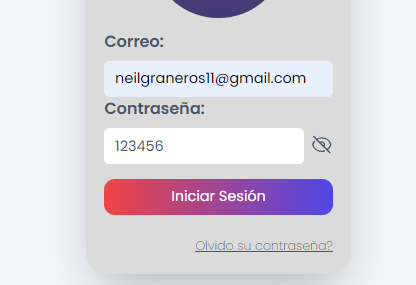 Correo:
neilgraneros11@gmail.com
Contraseña:
123456
Iniciar Sesión
Olvido su contraseña?